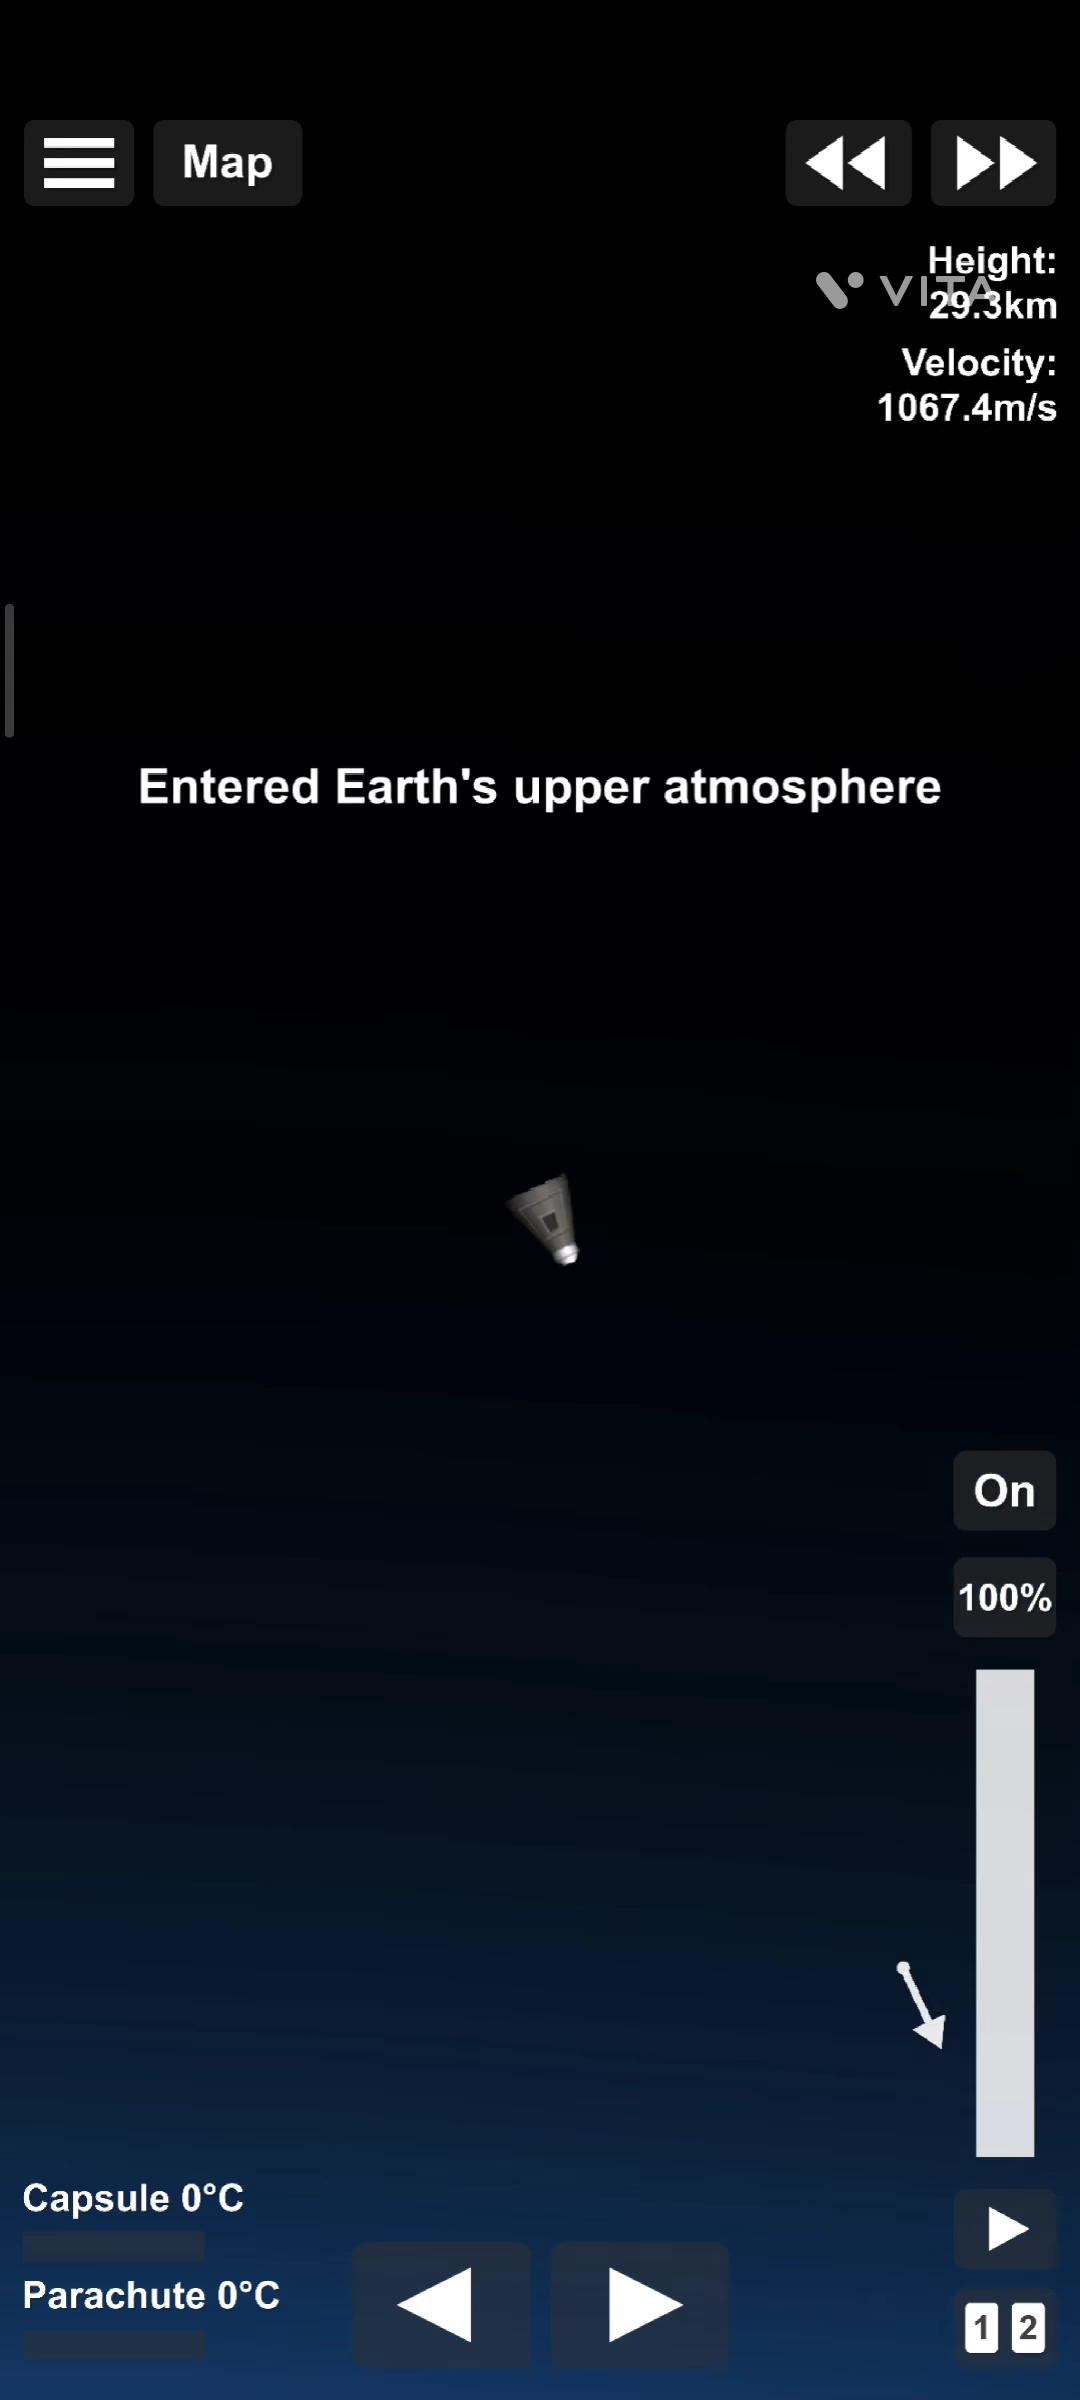 Map
Height:
VITA
29.3km
Velocity:
1067.4m/s
Entered Earth's upper atmosphere
On
100%
Capsule 0°C
Parachute 0°C
1 2